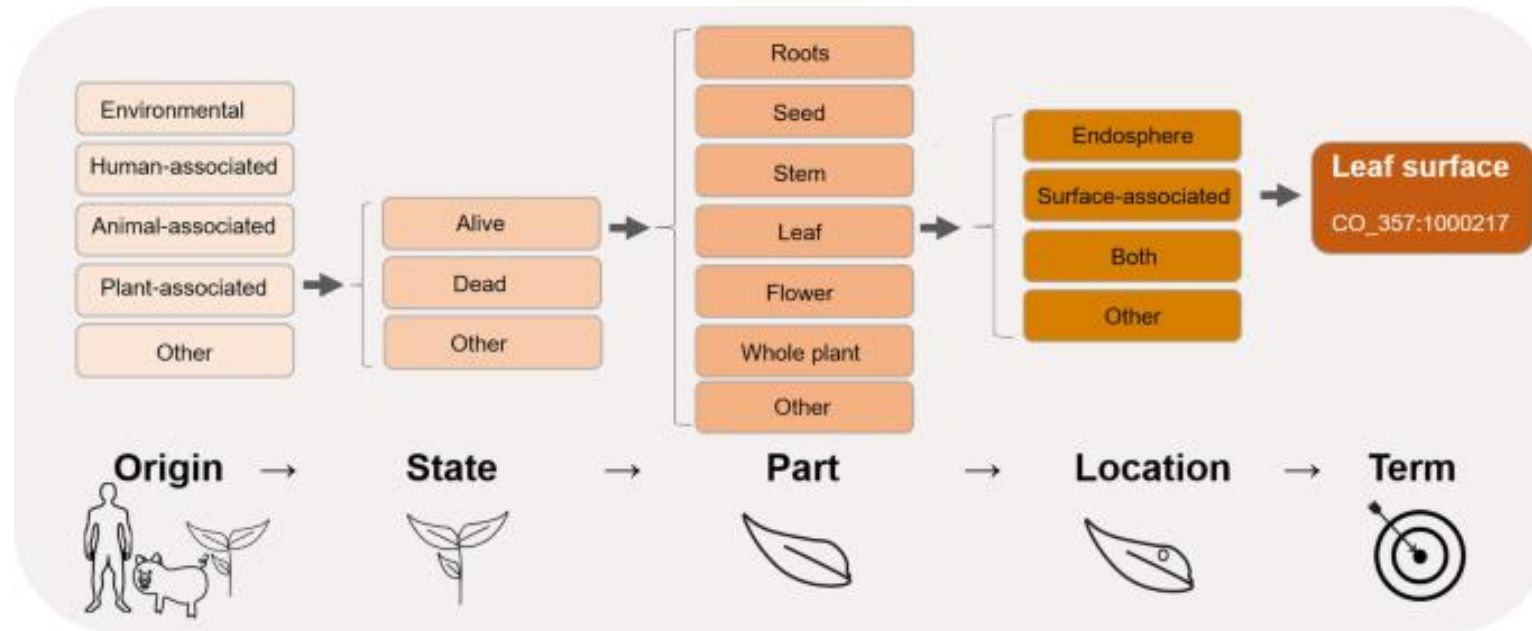 Environmental
Human-associated
Animal-associated
Plant-associated
Other
Alive
Dead
Other
Roots
Seed
Stem
Leaf
Flower
Whole plant
Other
Endosphere
Surface-associated
Both
Other
Leaf surface
CO_357:1000217
Origin → State → Part → Location → Term